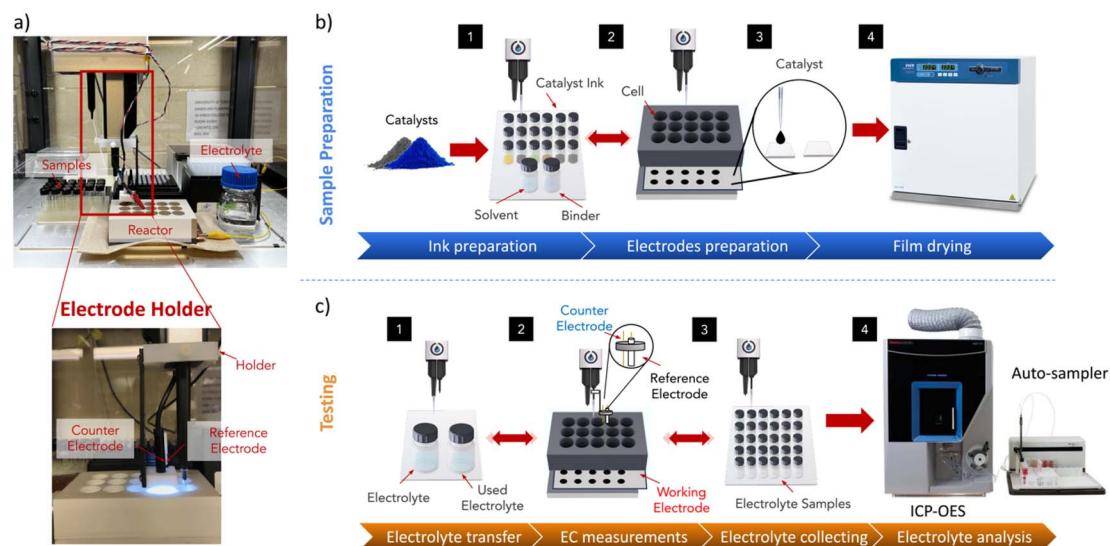 a)
Samples
Electrolyte
Reactor
Electrode Holder
Holder
Counter
Electrode
Reference
Electrode
b)
Sample Preparation
1
2
3
4
Catalysts
Catalyst Ink
Solvent
Binder
Cell
Catalyst
Ink preparation
Electrodes preparation
Film drying
c)
Testing
1
2
3
4
Counter
Electrode
Reference
Electrode
Electrolyte
Used
Electrolyte
Working
Electrode
Electrolyte Samples
ICP-OES
Auto-sampler
Electrolyte transfer
EC measurements
Electrolyte collecting
Electrolyte analysis